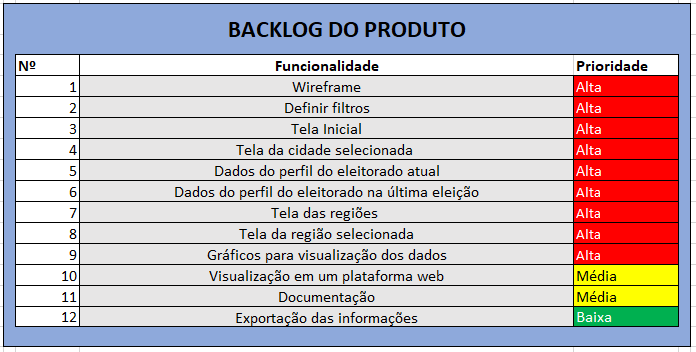 BACKLOG DO PRODUTO
Nº Funcionalidade Prioridade
1 Wireframe Alta
2 Definir filtros Alta
3 Tela Inicial Alta
4 Tela da cidade selecionada Alta
5 Dados do perfil do eleitorado atual Alta
6 Dados do perfil do eleitorado na última eleição Alta
7 Tela das regiões Alta
8 Tela da região selecionada Alta
9 Gráficos para visualização dos dados Alta
10 Visualização em um plataforma web Média
11 Documentação Média
12 Exportação das informações Baixa